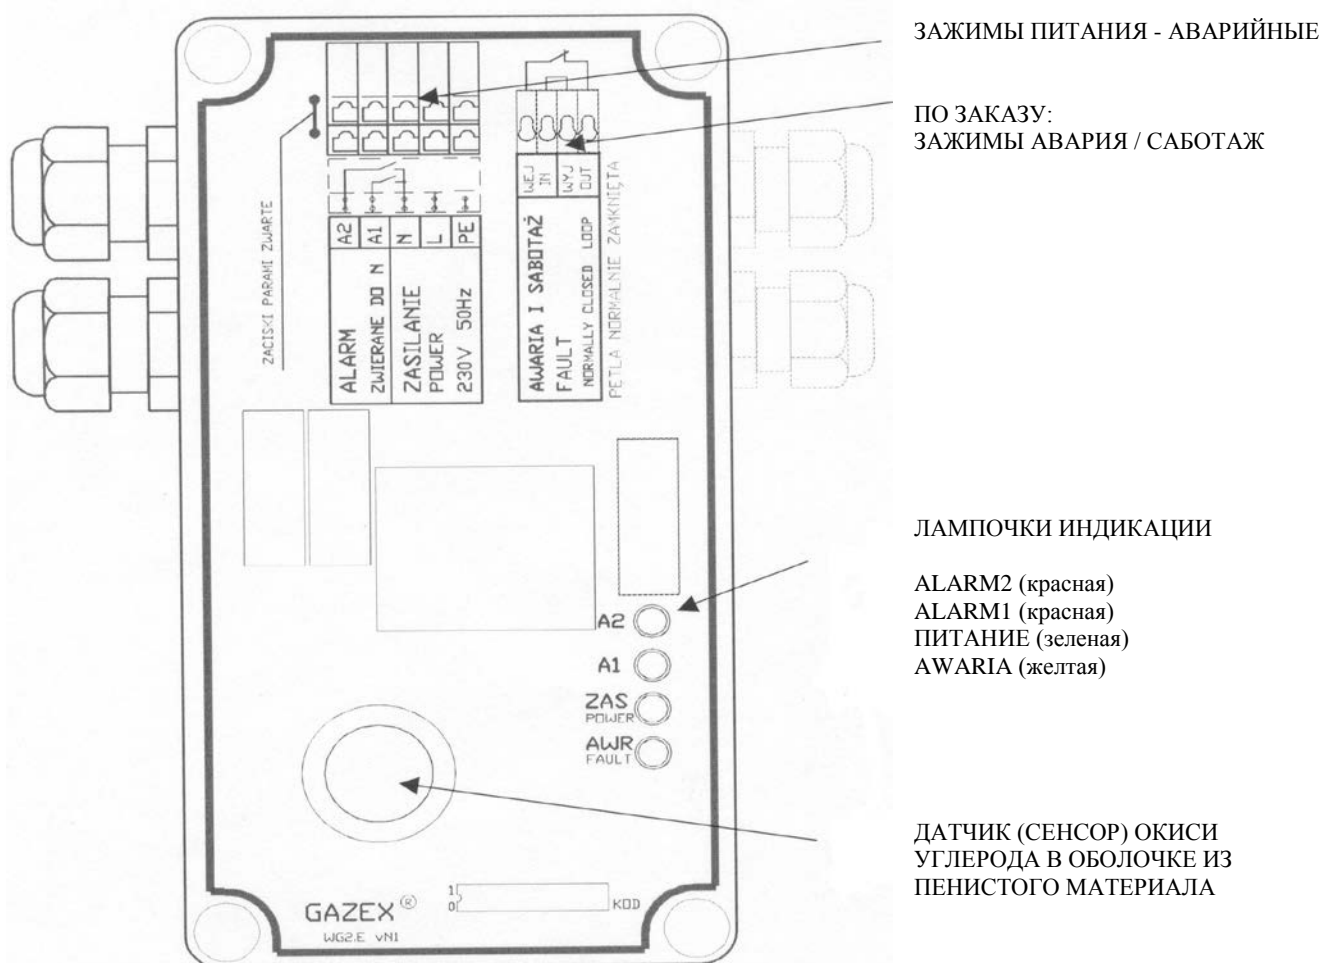 ЗАЖИМЫ ПИТАНИЯ - АВАРИЙНЫЕ
ПО ЗАКАЗУ:
ЗАЖИМЫ АВАРИЯ / САБОТАЖ
ZACISKI PARAMI ZWARTE
A2
A1
N
L
PE
ALARM
ZWIERANE DO N
ZASILANIE
POWER
230V 50Hz
WEJ
IN
WYJ
OUT
AWARIA I SABOTAŻ
FAULT
NORMALLY CLOSED LOOP
PETLA NORMALNIE ZAMKNIĘTA
ЛАМПОЧКИ ИНДИКАЦИИ
ALARM2 (красная)
ALARM1 (красная)
ПИТАНИЕ (зеленая)
AWARIA (желтая)
A2
A1
ZAS
POWER
AWR
FAULT
ДАТЧИК (СЕНСОР) ОКИСИ
УГЛЕРОДА В ОБОЛОЧКЕ ИЗ
ПЕНИСТОГО МАТЕРИАЛА
1
0
KOD
GAZEX®
WG2.E vN1